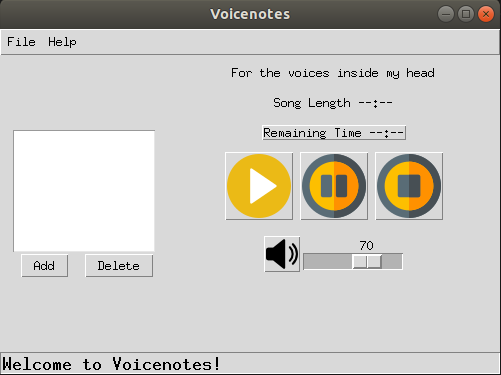 Voicenotes
File Help
For the voices inside my head
Song Length --:--
Remaining Time --:--
70
Add Delete
Welcome to Voicenotes!